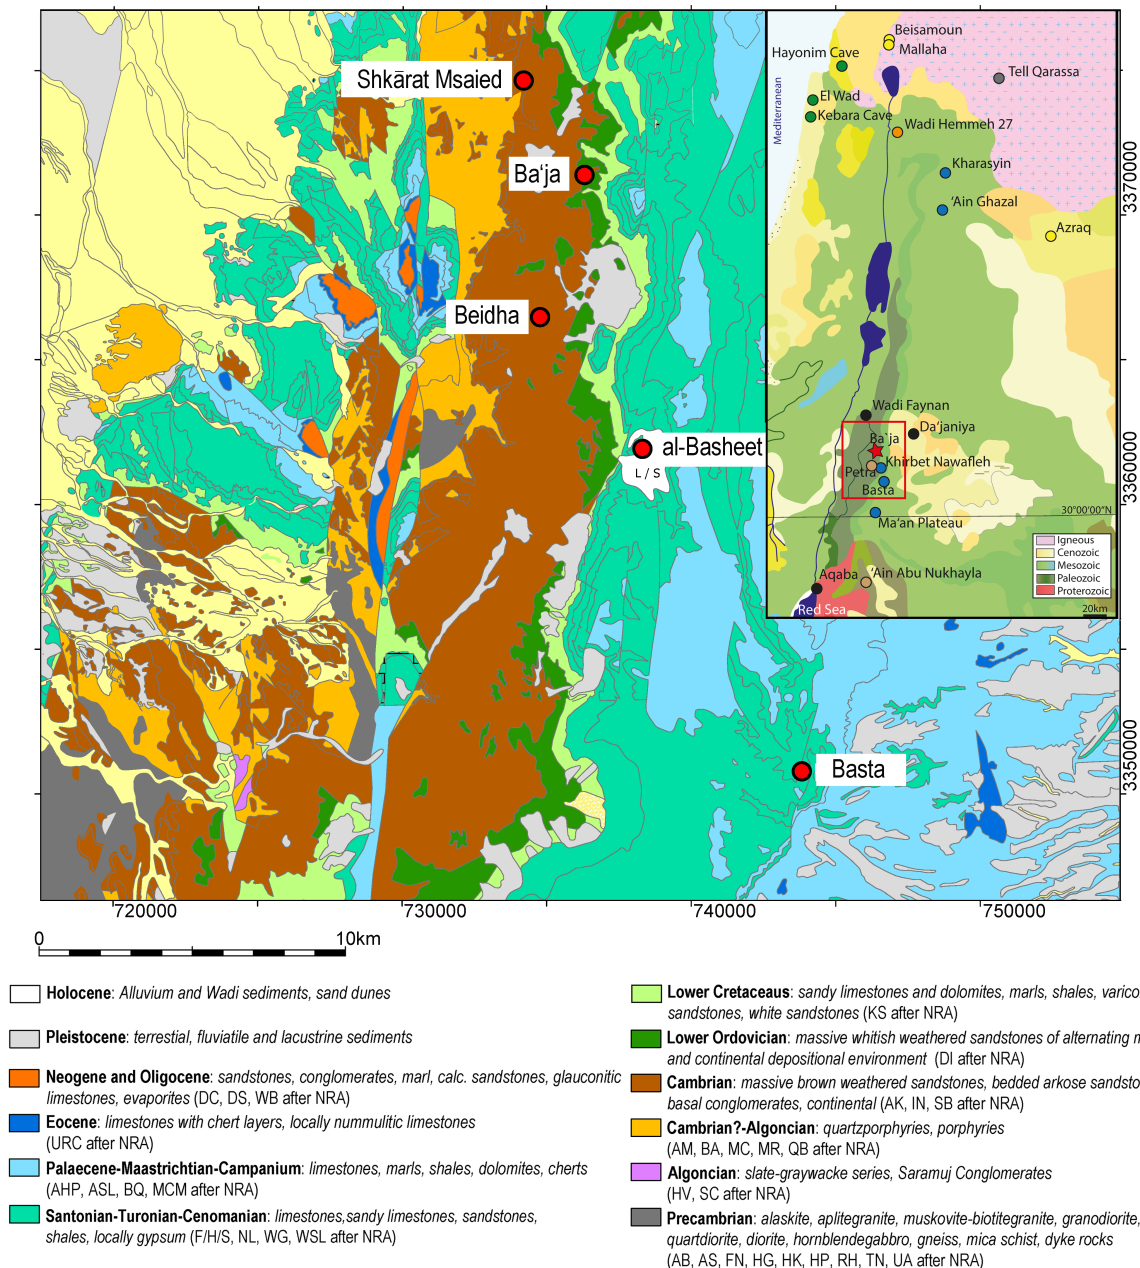 Shkārat Msaied
Ba‘ja
Beidha
al-Basheet
L / S
Basta
Beisamoun
Mallaha
Hayonim Cave
Tell Qarassa
El Wad
Kebara Cave
Wadi Hemmeh 27
Mediterranean
Kharasyin
‘Ain Ghazal
Azraq
Wadi Faynan
Da‘janiya
Ba`ja
Khirbet Nawafleh
Petra
Basta
30°00'00"N
Ma‘an Plateau
Aqaba
‘Ain Abu Nukhayla
Red Sea
Igneous
Cenozoic
Mesozoic
Paleozoic
Proterozoic
20km
3370000
3360000
3350000
720000
730000
740000
750000
0
10km
Holocene: Alluvium and Wadi sediments, sand dunes
Pleistocene: terrestial, fluviatile and lacustrine sediments
Neogene and Oligocene: sandstones, conglomerates, marl, calc. sandstones, glauconitic
limestones, evaporites (DC, DS, WB after NRA)
Eocene: limestones with chert layers, locally nummulitic limestones
(URC after NRA)
Palaecene-Maastrichtian-Campanium: limestones, marls, shales, dolomites, cherts
(AHP, ASL, BQ, MCM after NRA)
Santonian-Turonian-Cenomanian: limestones,sandy limestones, sandstones,
shales, locally gypsum (F/H/S, NL, WG, WSL, after NRA)
Lower Cretaceaus: sandy limestones and dolomites, marls, shales, varico
sandstones, white sandstones (KS after NRA)
Lower Ordovician: massive whitish weathered sandstones of alternating
and continental depositional environment (DI after NRA)
Cambrian: massive brown weathered sandstones, bedded arkose sandsto
basal conglomerates, continental (AK, IN, SB after NRA)
Cambrian?-Algoncian: quartzporphyries, porphyries
(AM, BA, MC, MR, QB after NRA)
Algoncian: slate-graywacke series, Saramuj Conglomerates
(HV, SC after NRA)
Precambrian: alaskite, aplitegranite, muskovite-biotitegranite, granodiorite,
quartdiorite, diorite, hornblendegabbro, gneiss, mica schist, dyke rocks
(AB, AS, FN, HG, HK, HP, RH, TN, UA after NRA)